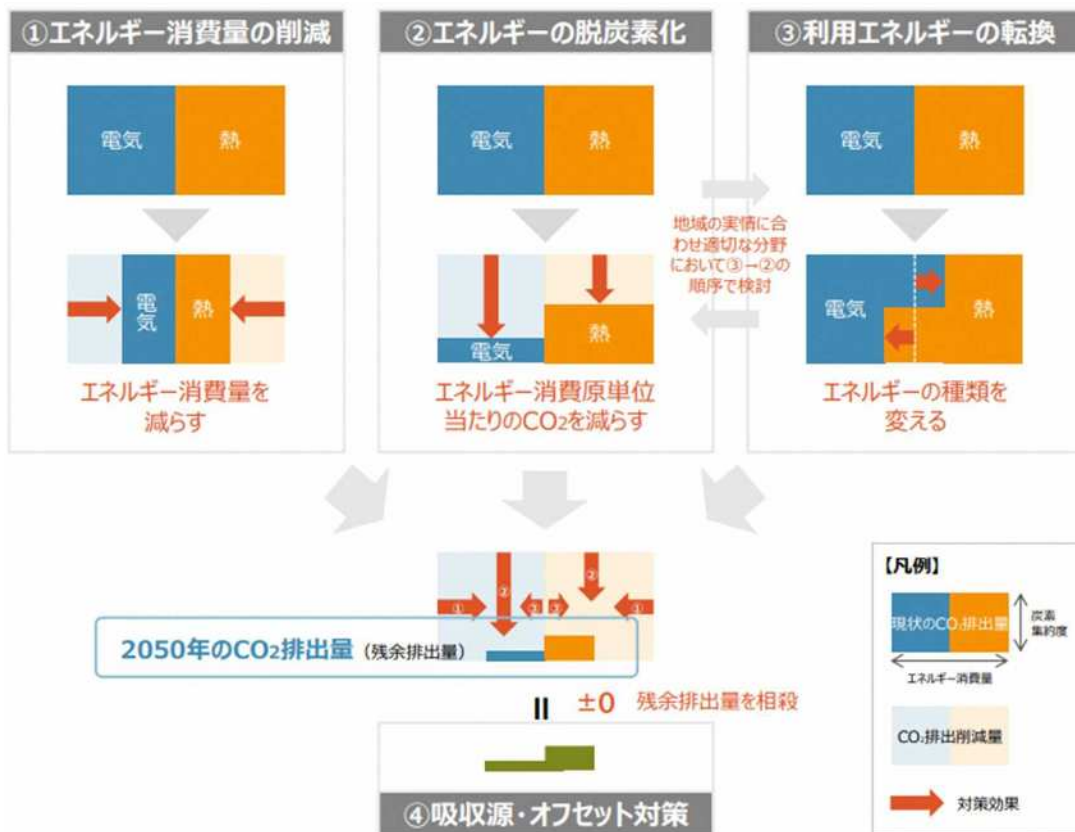 ①エネルギー消費量の削減
電気
熱
電気
熱
エネルギー消費量を
減らす
②エネルギーの脱炭素化
電気
熱
電気
熱
エネルギー消費原単位
当たりのCO₂を減らす
地域の実情に合
わせ適切な分野
において③→②の
順序で検討
③利用エネルギーの転換
電気
熱
電気
熱
エネルギーの種類を
変える
①
②
③
③
②
①
2050年のCO₂排出量（残余排出量）
±0 残余排出量を相殺
④吸収源・オフセット対策
【凡例】
現状のCO₂排出量
炭素
集約度
エネルギー消費量
CO₂排出削減量
対策効果